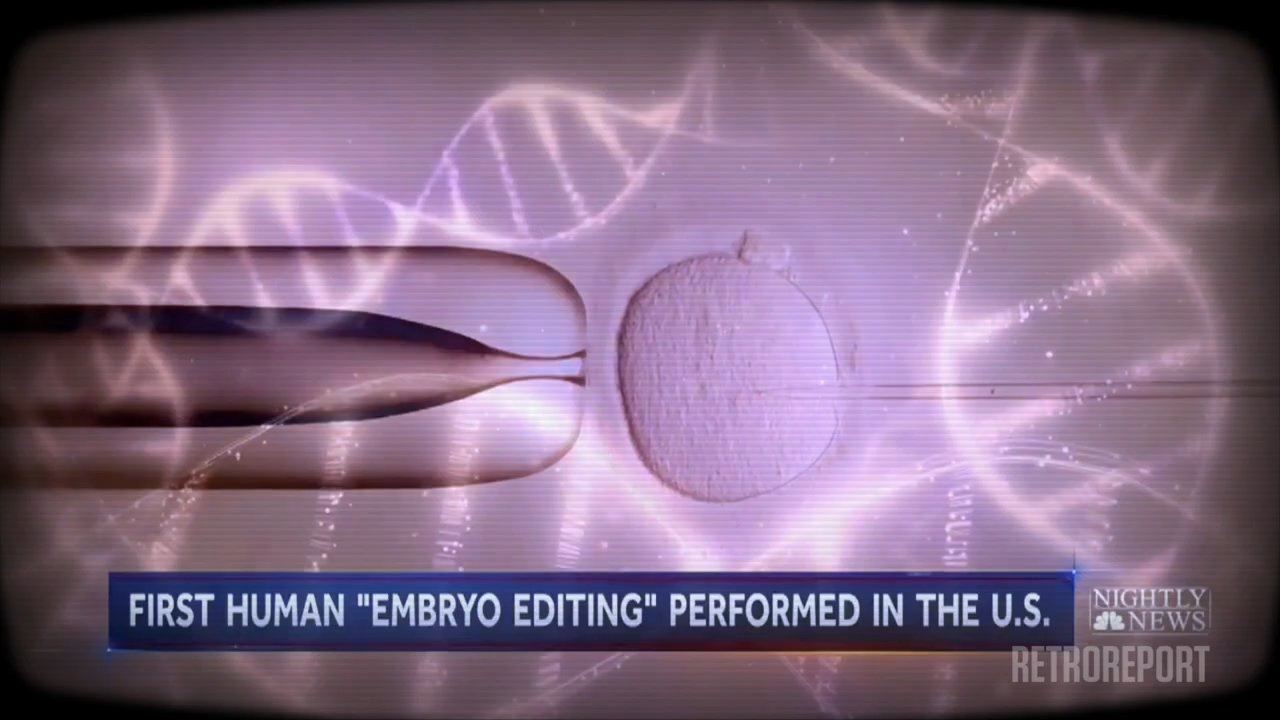 FIRST HUMAN "EMBRYO EDITING" PERFORMED IN THE U.S.
NIGHTLY
NEWS
RETROREPORT